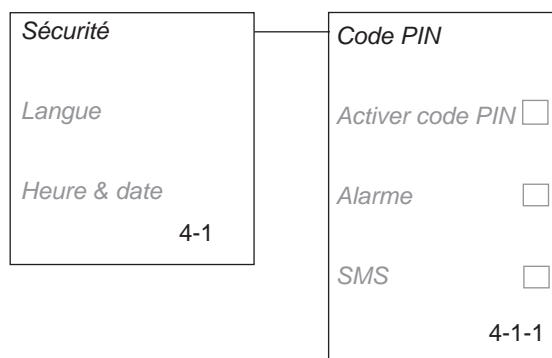 Sécurité
Langue
Heure & date
4-1
Code PIN
Activer code PIN
Alarme
SMS
4-1-1